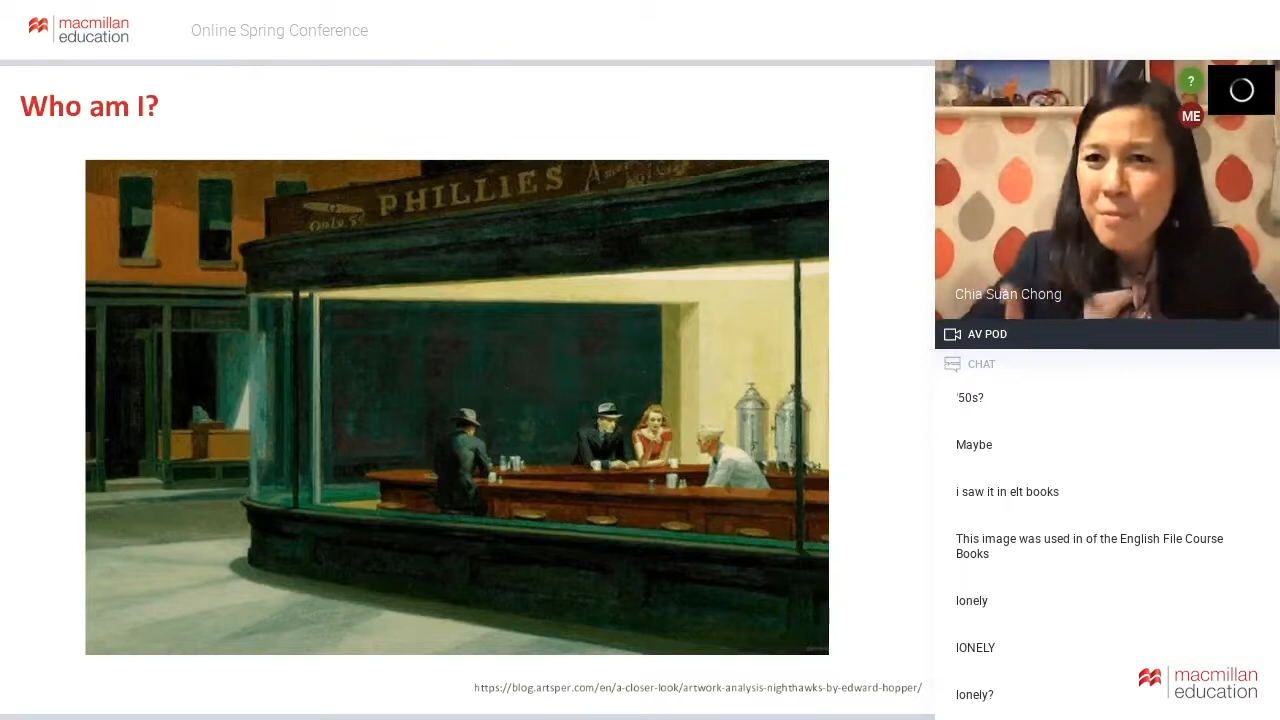 macmillan
education
Online Spring Conference
Who am I?
PHILLIES
Only 5¢
https://blog.artsper.com/en/a-closer-look/artwork-analysis-nighthawks-by-edward-hopper/
?
ME
Chia Suan Chong
AV POD
CHAT
'50s?
Maybe
i saw it in elt books
This image was used in of the English File Course
Books
lonely
lONELY
lonely?
macmillan
education